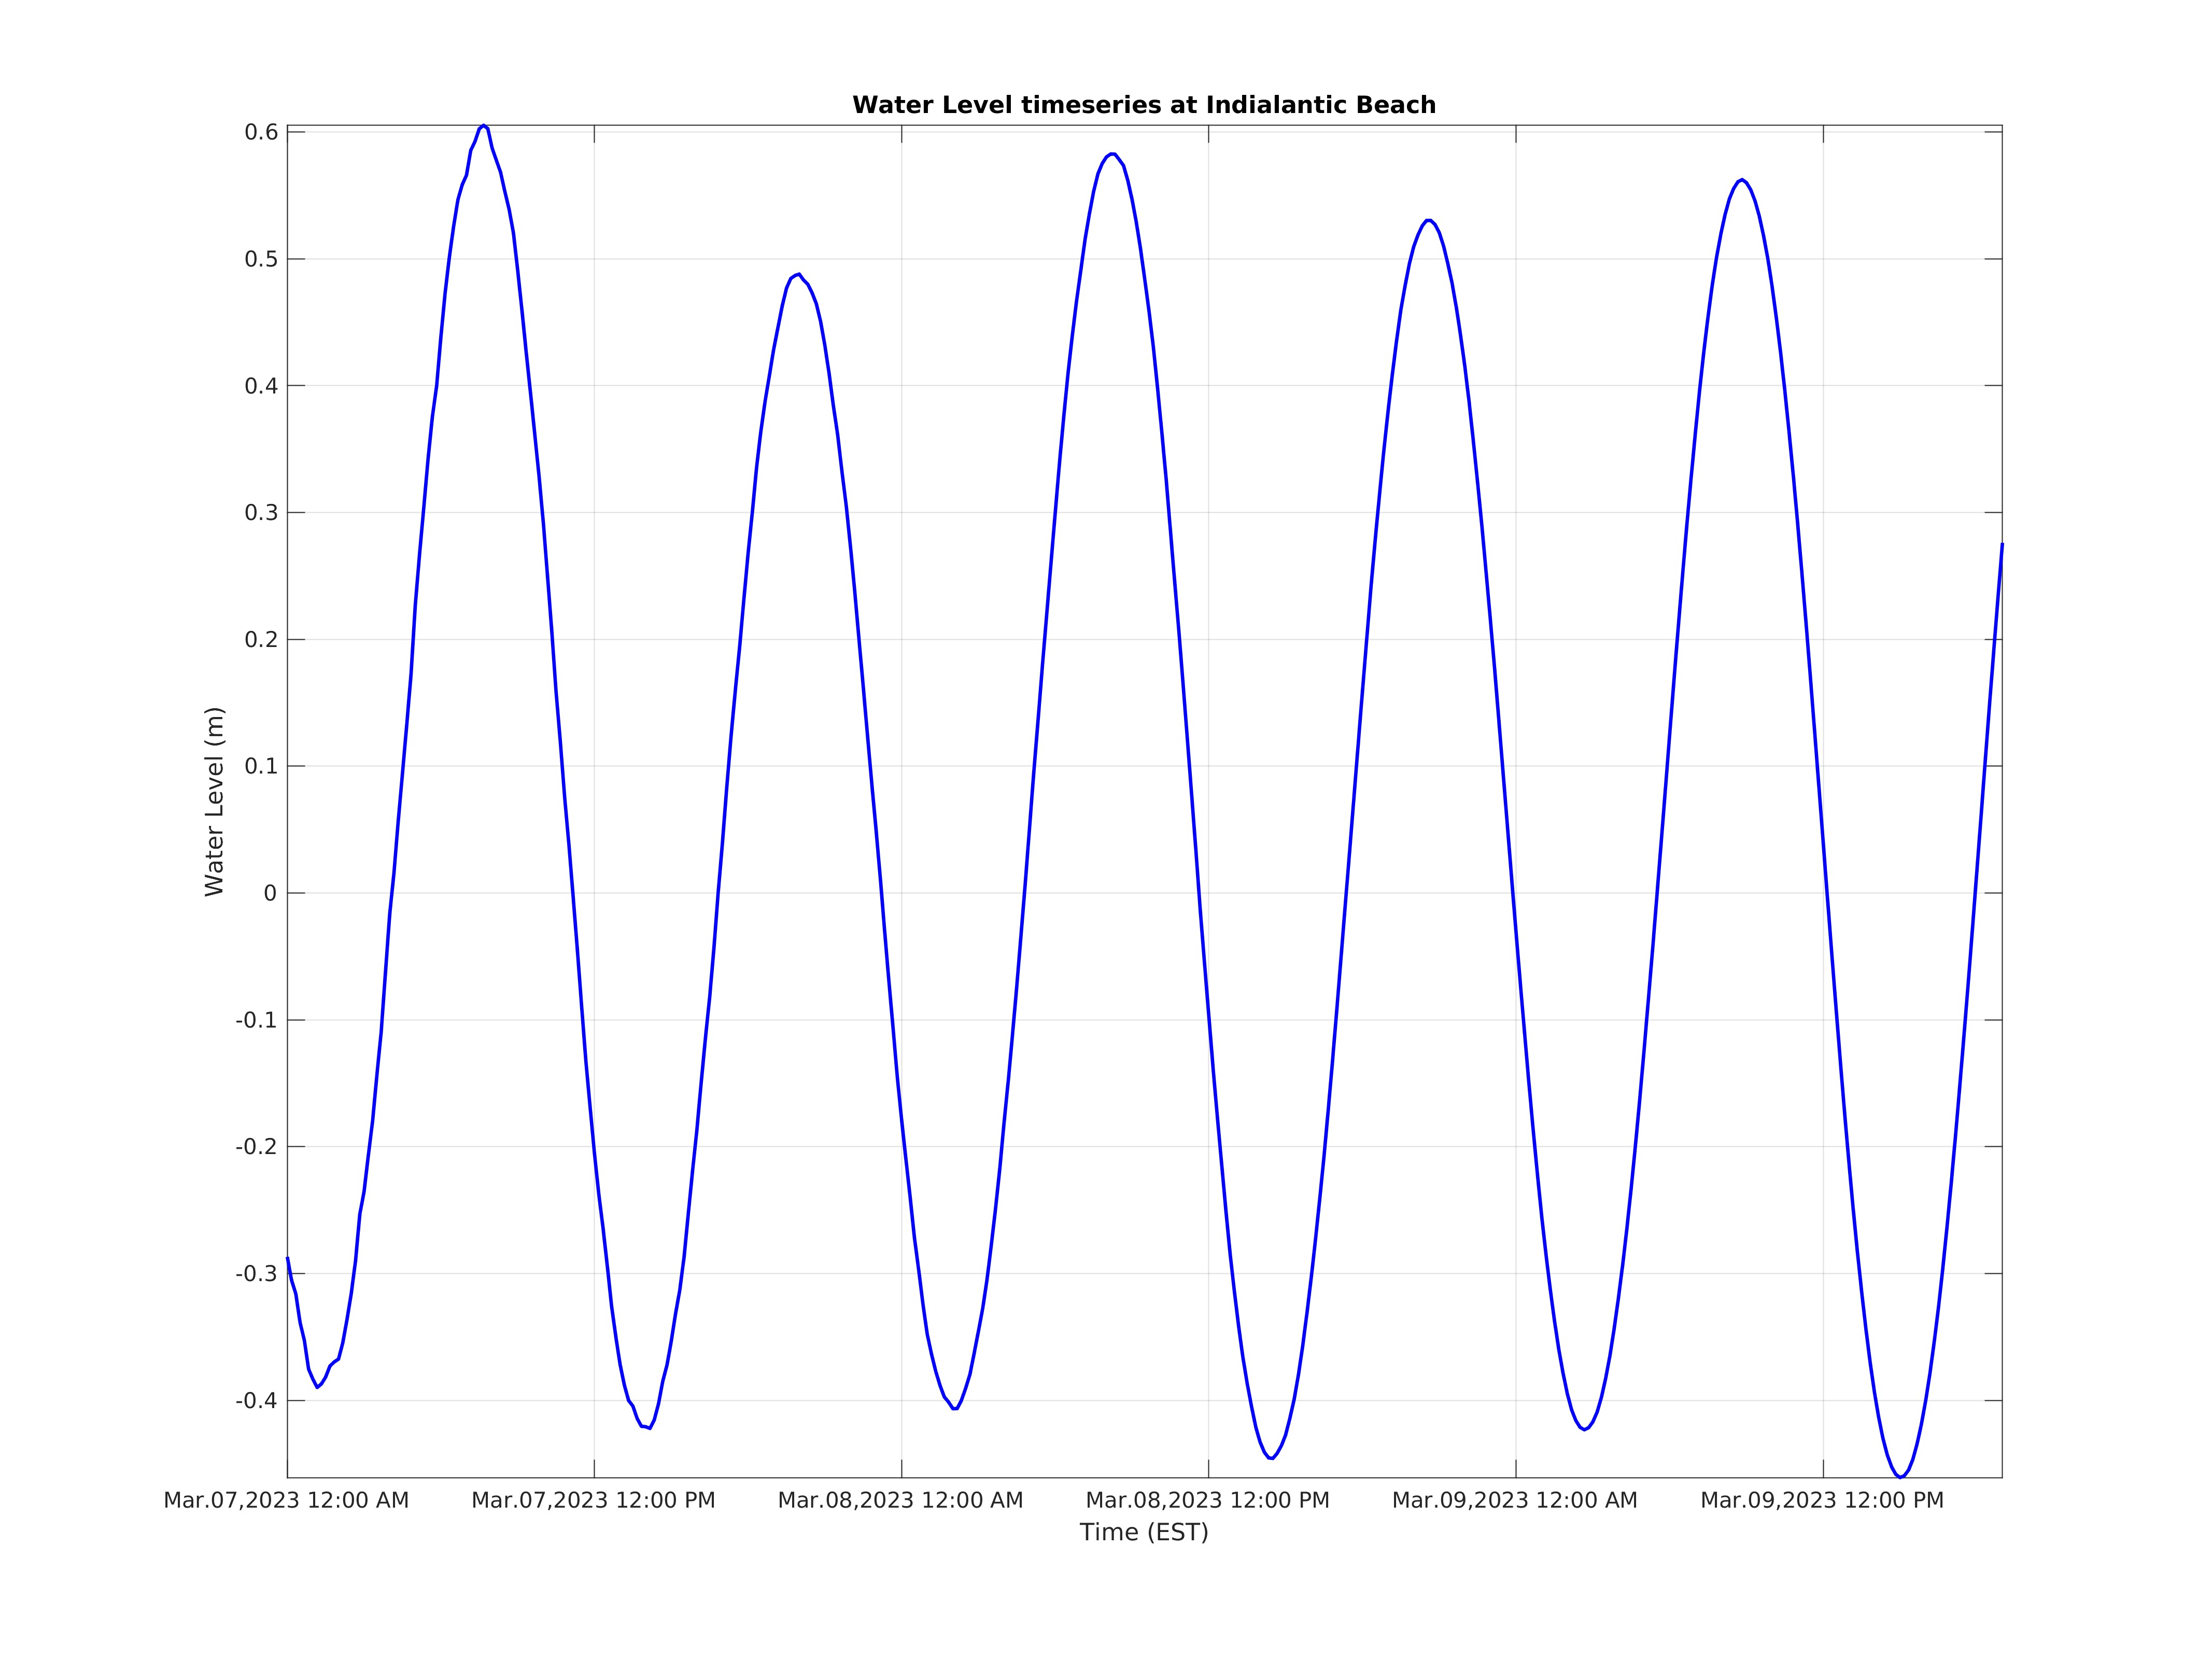 Water Level timeseries at Indialantic Beach
0.6
0.5
0.4
0.3
0.2
0.1
0
-0.1
-0.2
-0.3
-0.4
Water Level (m)
Mar.07,2023 12:00 AM Mar.07,2023 12:00 PM Mar.08,2023 12:00 AM Mar.08,2023 12:00 PM Mar.09,2023 12:00 AM Mar.09,2023 12:00 PM
Time (EST)